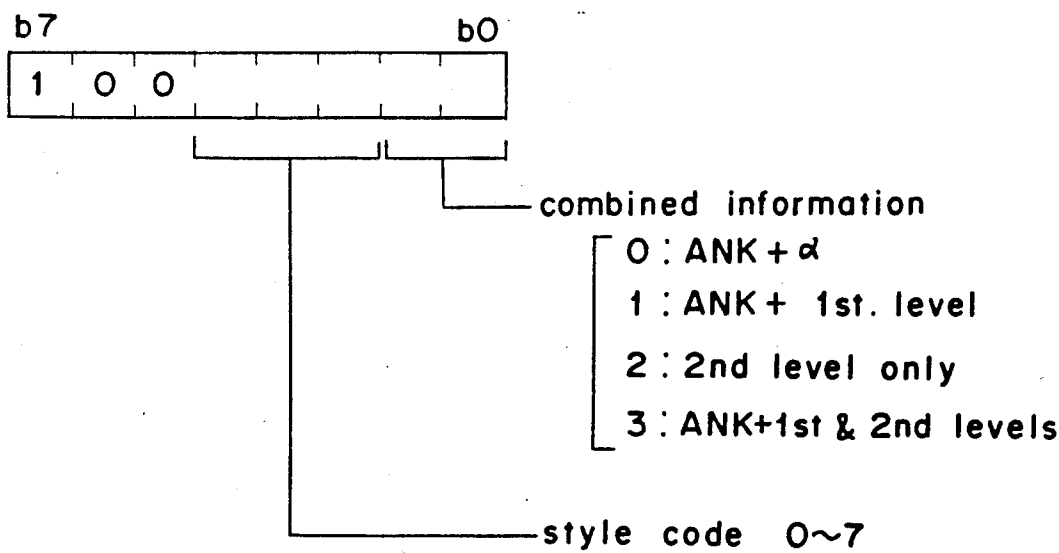 b7 b0
1 0 0
combined information
0 : ANK + α
1 : ANK + 1st. level
2 : 2nd level only
3 : ANK+1st & 2nd levels
style code 0~7